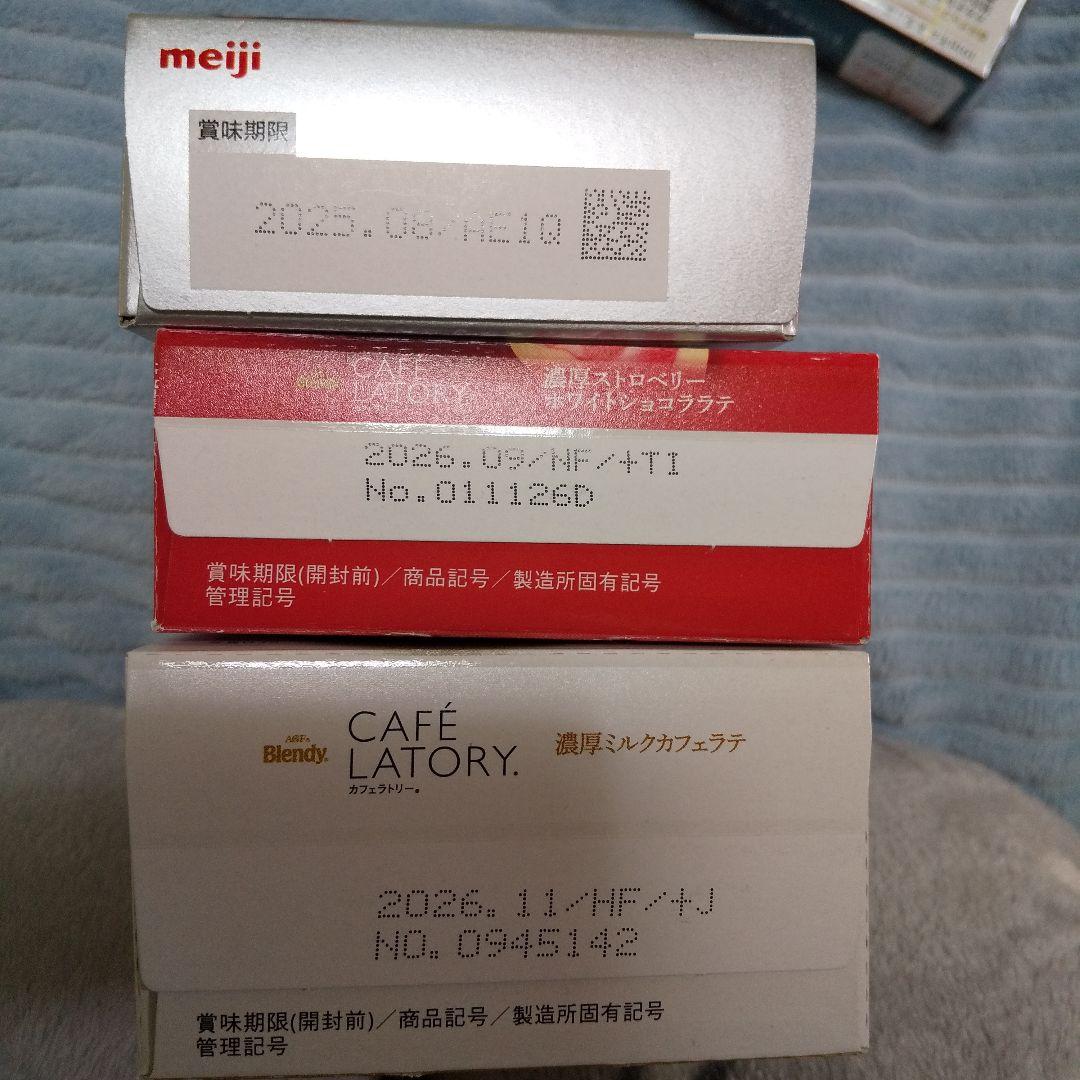 meiji
賞味期限
2025.08/AE1Q
CAFÉ
LATORY.
濃厚ストロベリー
ホワイトショコララテ
2026.09/NF/+T1
No.011126D
賞味期限(開封前)／商品記号／製造所固有記号
管理記号
AGF®
Blendy®
CAFÉ
LATORY.
カフェラトリー®
濃厚ミルクカフェラテ
2026.11/HF/+J
NO.0945142
賞味期限(開封前)／商品記号／製造所固有記号
管理記号